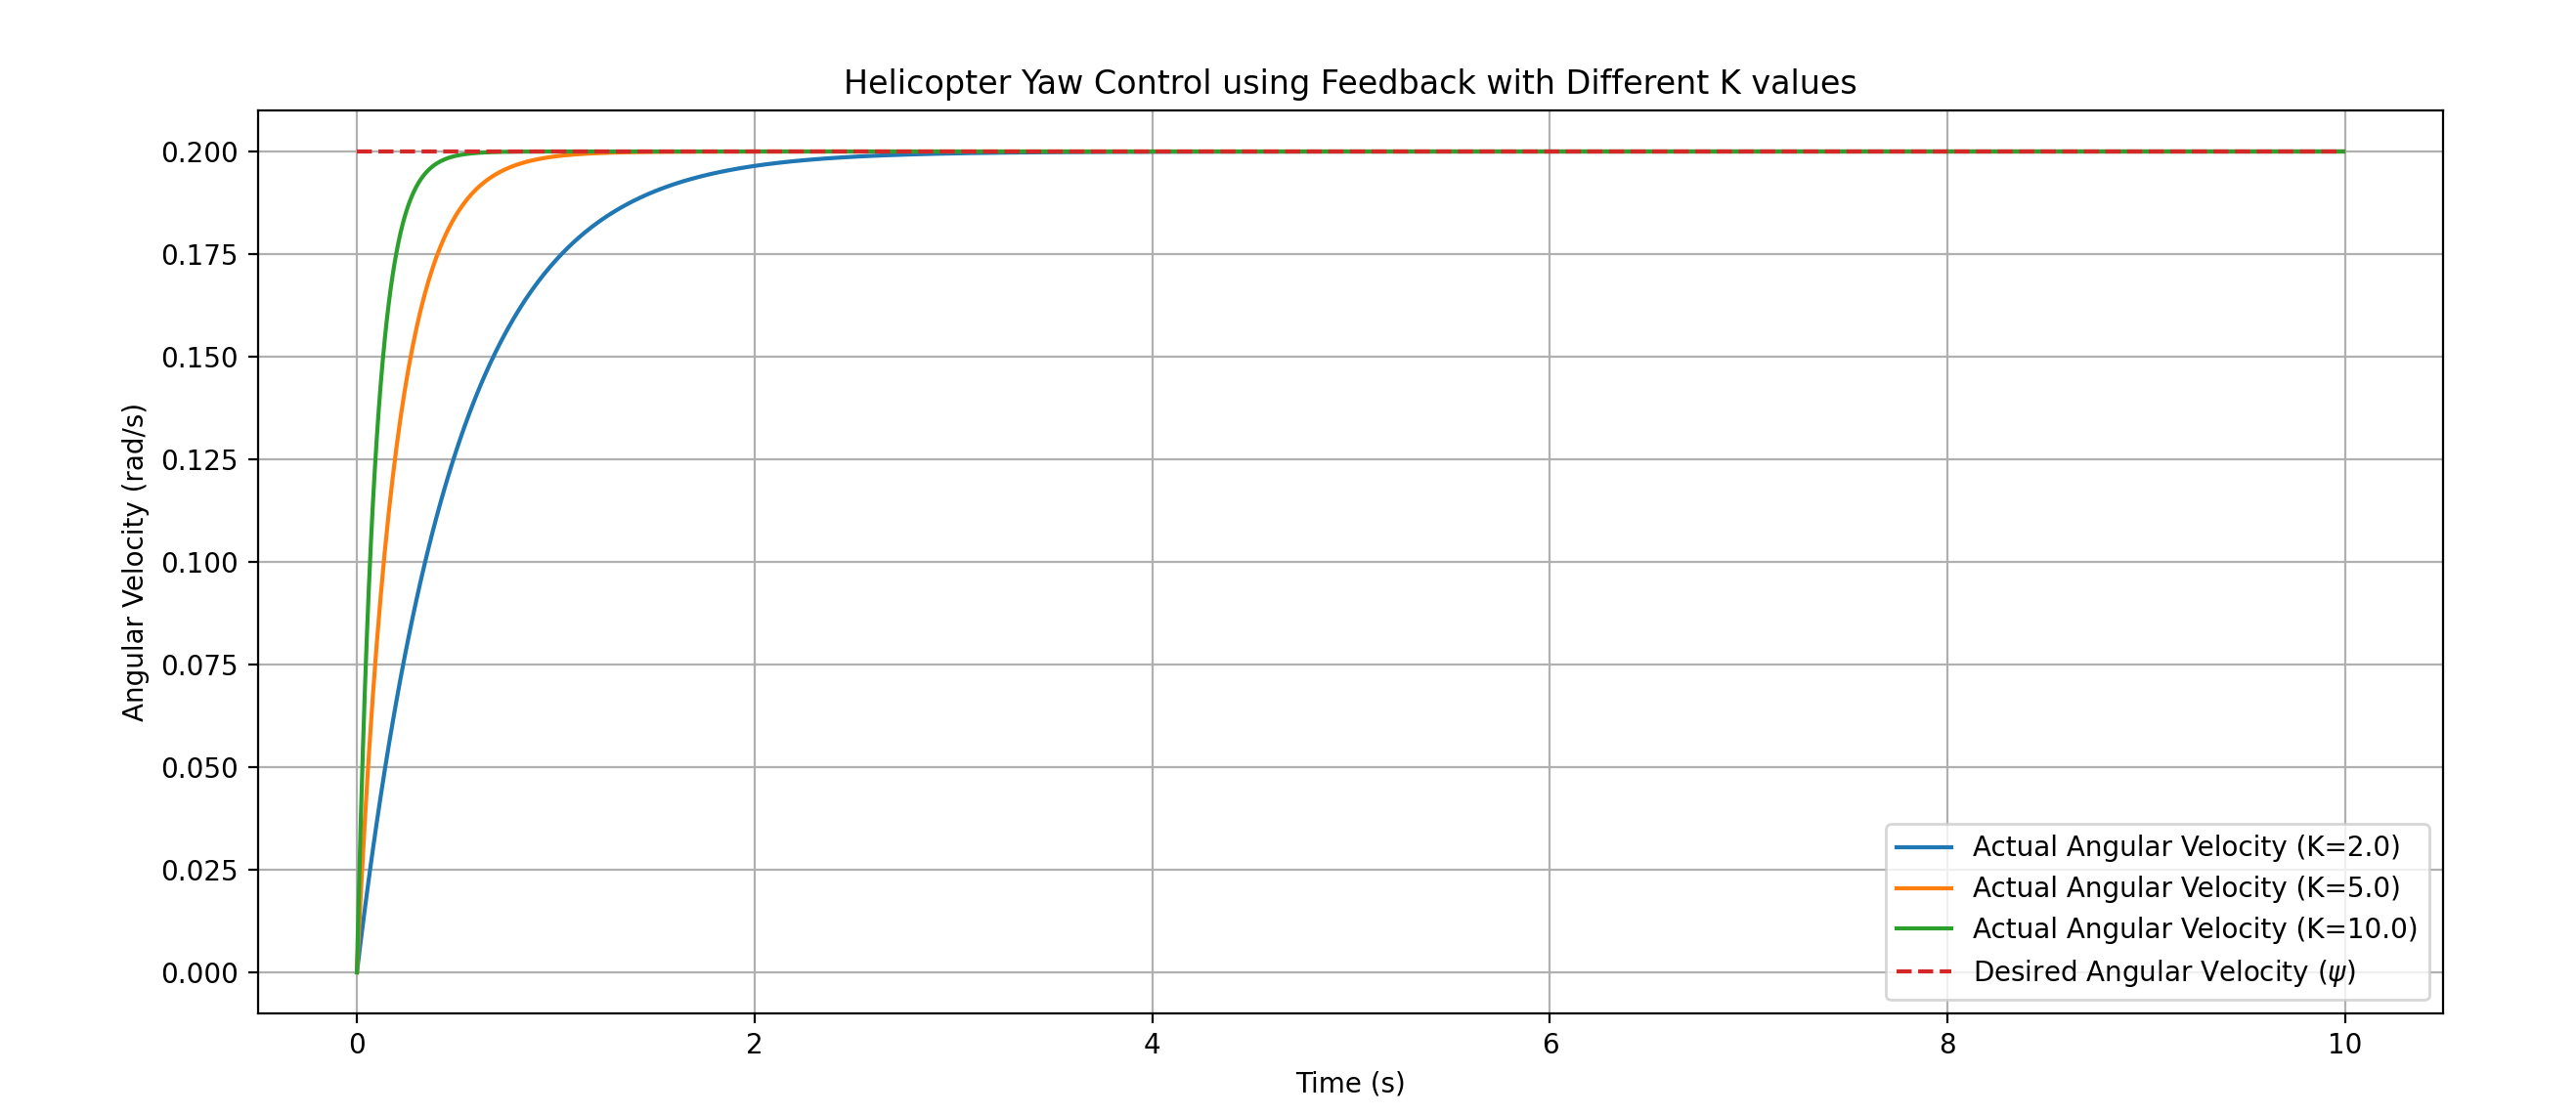 Helicopter Yaw Control using Feedback with Different K values
Angular Velocity (rad/s)
0.200
0.175
0.150
0.125
0.100
0.075
0.050
0.025
0.000
Actual Angular Velocity (K=2.0)
Actual Angular Velocity (K=5.0)
Actual Angular Velocity (K=10.0)
Desired Angular Velocity (ψ)
0 2 4 6 8 10
Time (s)